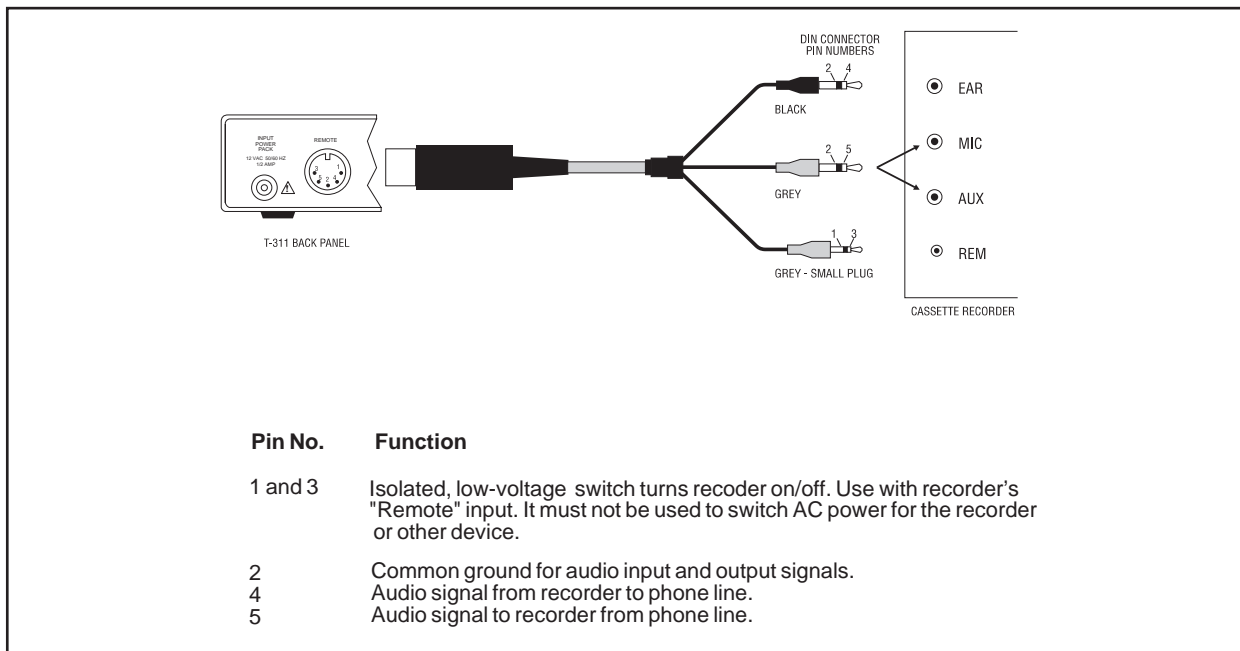 DIN CONNECTOR
PIN NUMBERS
2 4
BLACK
EAR
INPUT
POWER
PACK
12 VAC 50/60 HZ
1/2 AMP
REMOTE
3 1
5 2 4
T-311 BACK PANEL
2 5
GREY
MIC
AUX
1 3
GREY - SMALL PLUG
REM
CASSETTE RECORDER
Pin No. Function
1 and 3 Isolated, low-voltage switch turns recoder on/off. Use with recorder's
"Remote" input. It must not be used to switch AC power for the recorder
or other device.
2 Common ground for audio input and output signals.
4 Audio signal from recorder to phone line.
5 Audio signal to recorder from phone line.